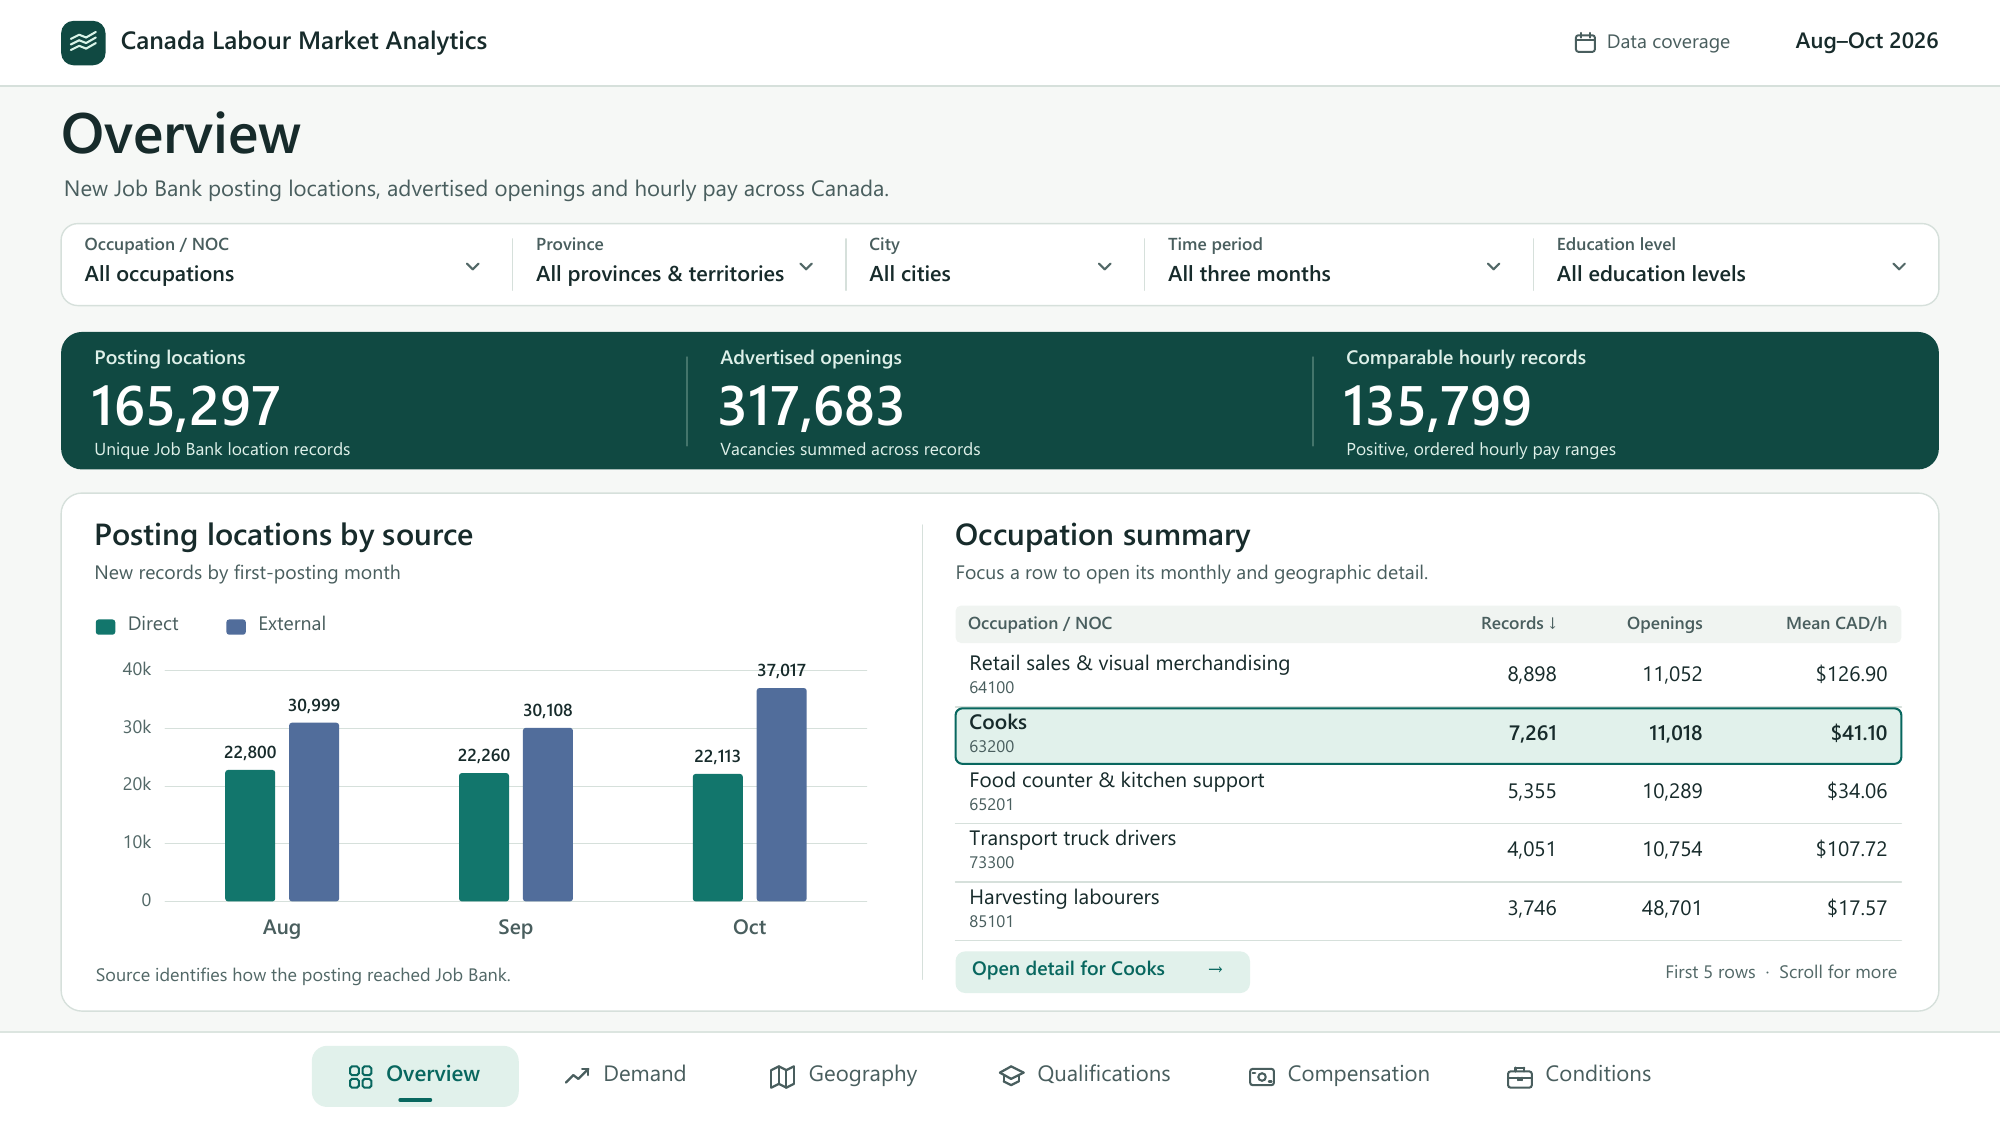 Canada Labour Market Analytics
Data coverage
Aug–Oct 2026
Overview
New Job Bank posting locations, advertised openings and hourly pay across Canada.
Occupation / NOC
All occupations
Province
All provinces & territories
City
All cities
Time period
All three months
Education level
All education levels
Posting locations
165,297
Unique Job Bank location records
Advertised openings
317,683
Vacancies summed across records
Comparable hourly records
135,799
Positive, ordered hourly pay ranges
Posting locations by source
New records by first-posting month
Direct
External
40k
30k
20k
10k
0
22,800
30,999
22,260
30,108
22,113
37,017
Aug
Sep
Oct
Source identifies how the posting reached Job Bank.
Occupation summary
Focus a row to open its monthly and geographic detail.
Occupation / NOC Records ↓ Openings Mean CAD/h
Retail sales & visual merchandising
64100
8,898 11,052 $126.90
Cooks
63200
7,261 11,018 $41.10
Food counter & kitchen support
65201
5,355 10,289 $34.06
Transport truck drivers
73300
4,051 10,754 $107.72
Harvesting labourers
85101
3,746 48,701 $17.57
Open detail for Cooks →
First 5 rows · Scroll for more
Overview
Demand
Geography
Qualifications
Compensation
Conditions